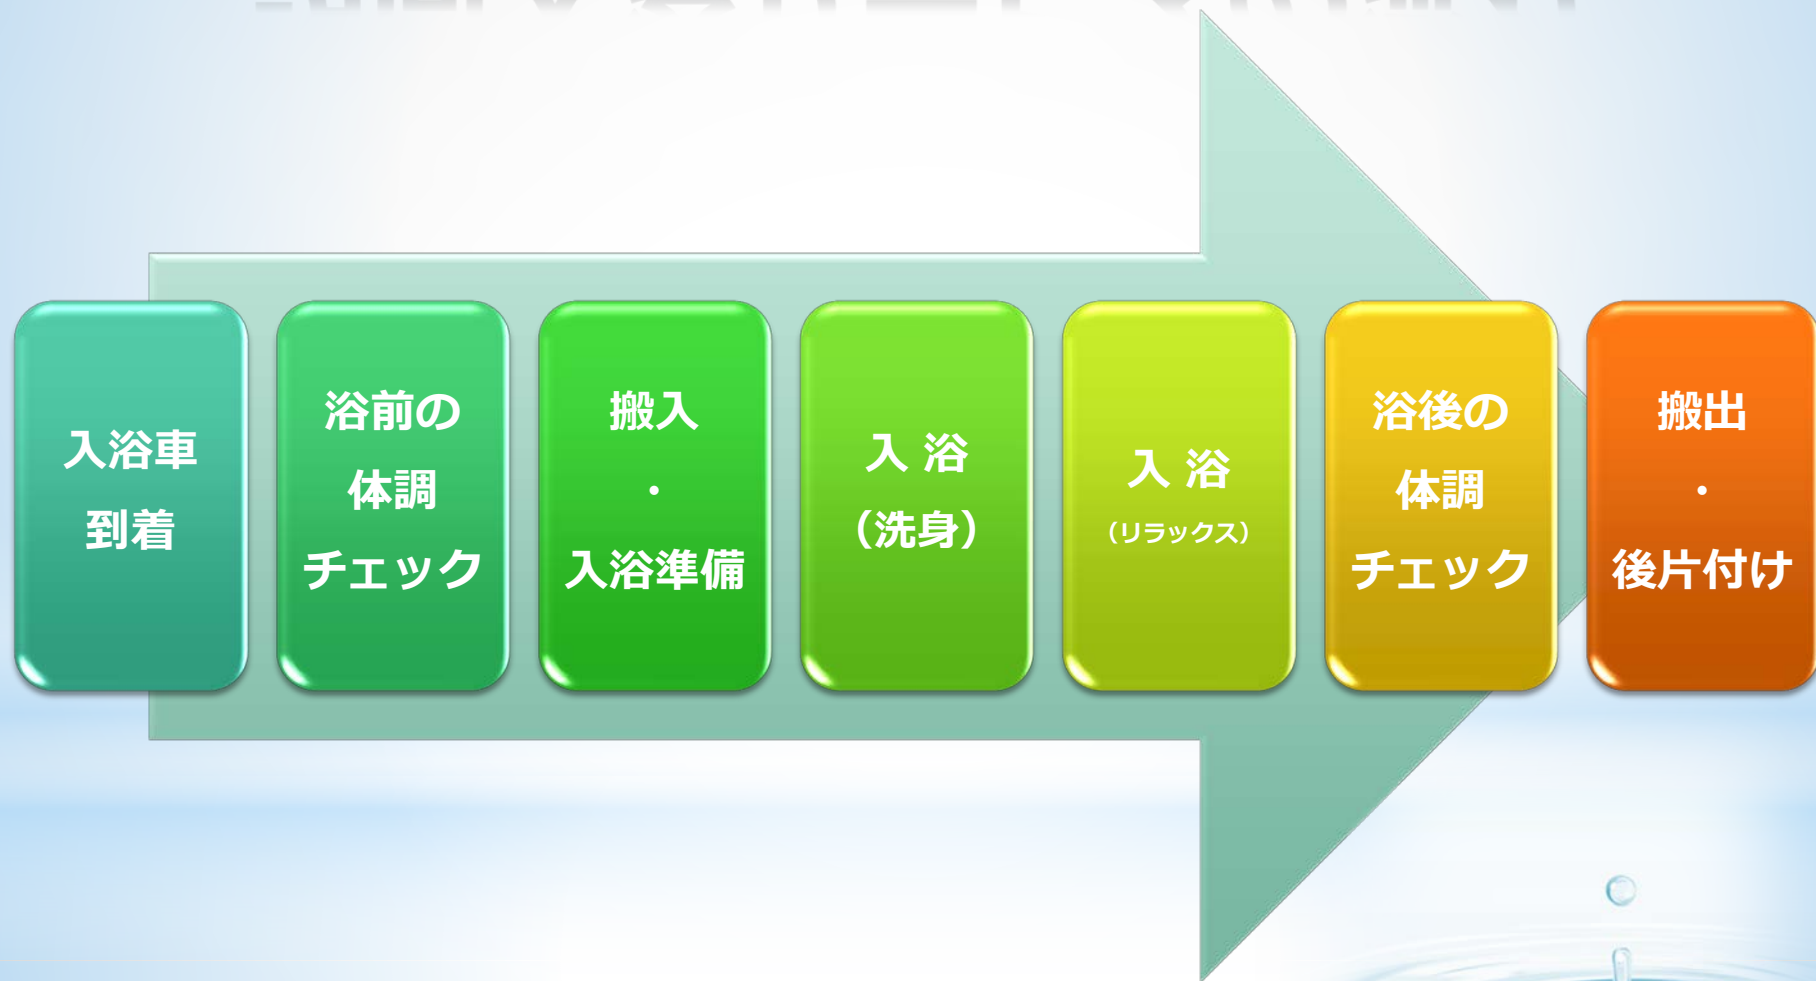 入浴車
到着
浴前の
体調
チェック
搬入
・
入浴準備
入 浴
（洗身）
入 浴
（リラックス）
浴後の
体調
チェック
搬出
・
後片付け